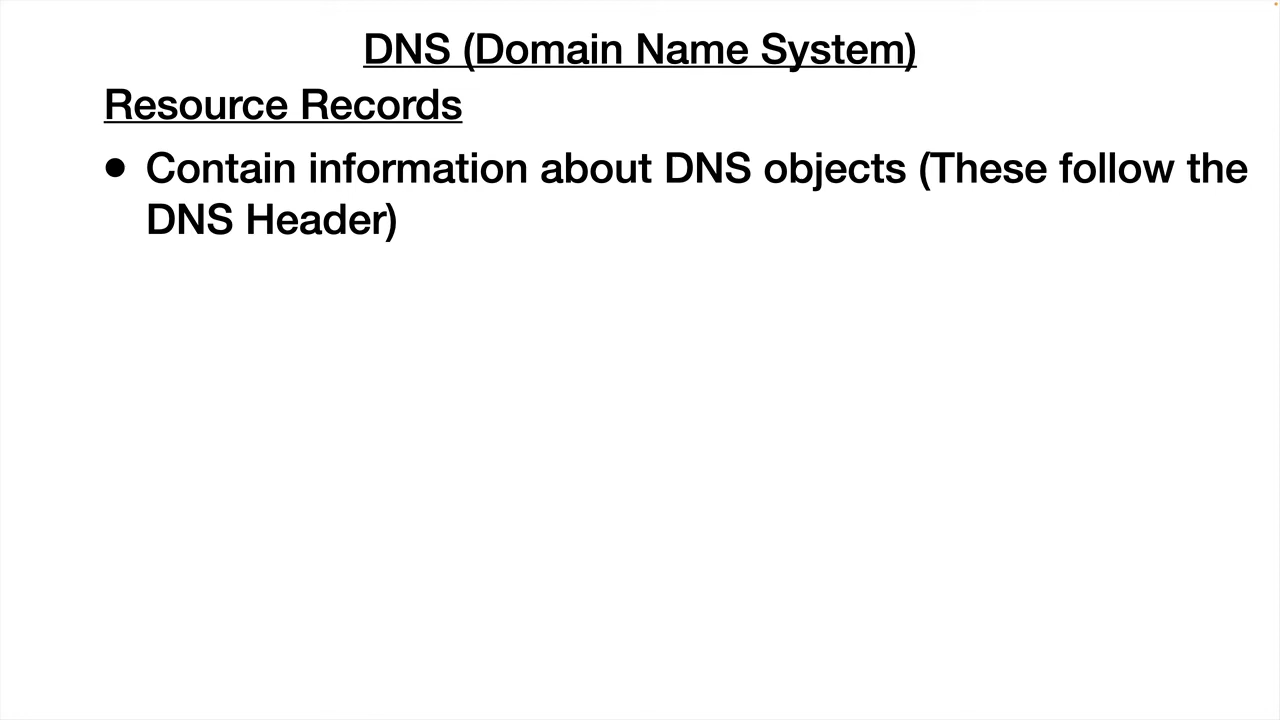 DNS (Domain Name System)
Resource Records
• Contain information about DNS objects (These follow the
DNS Header)